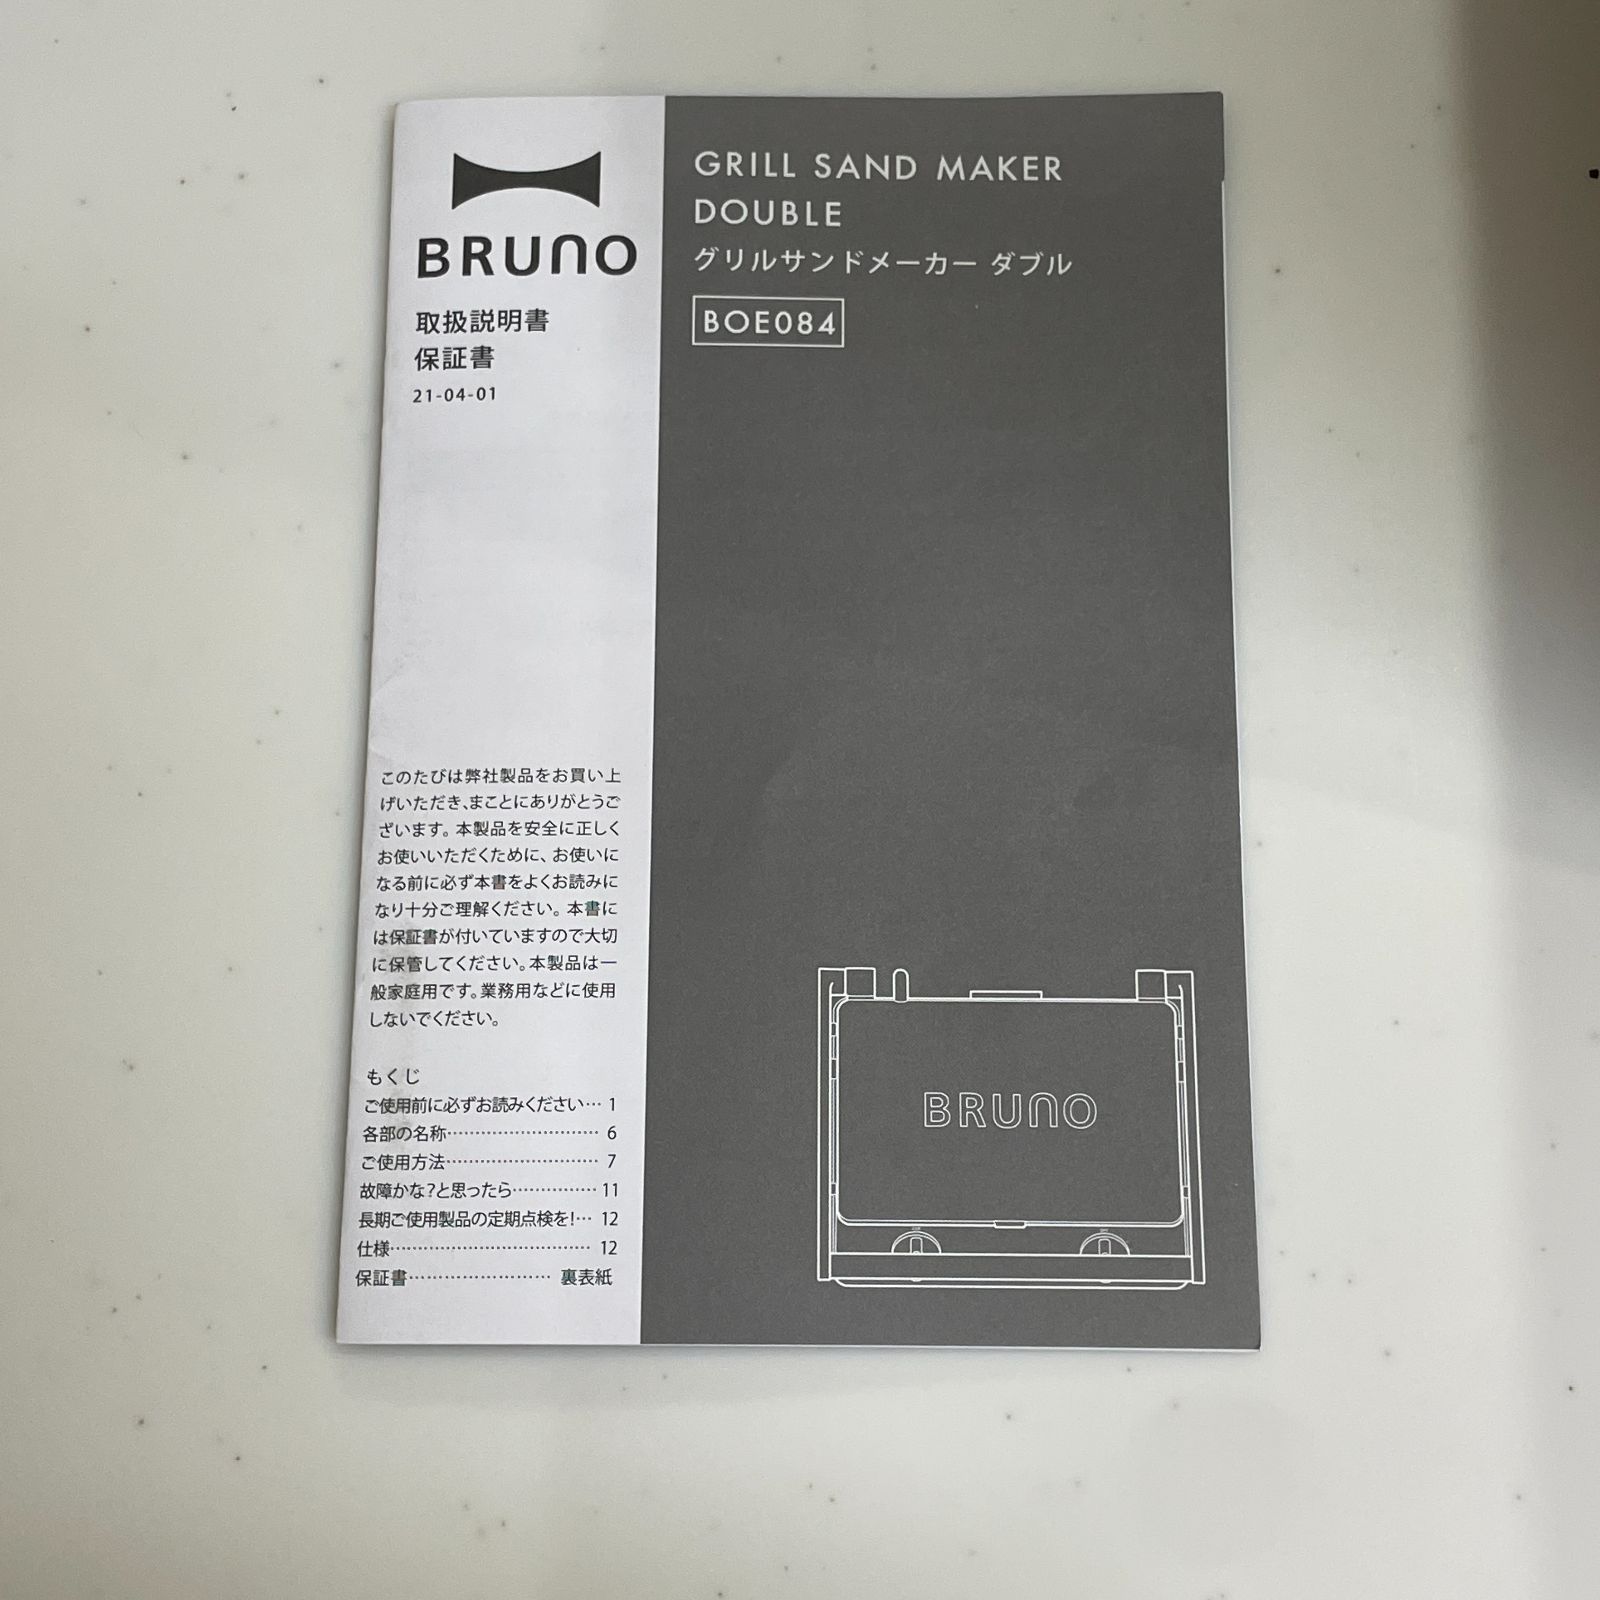 BRUNO
取扱説明書
保証書
21-04-01
GRILL SAND MAKER
DOUBLE
グリルサンドメーカー ダブル
BOE084
このたびは弊社製品をお買い上
げいただき、まことにありがとうご
ざいます。本製品を安全に正しく
お使いいただくために、お使いに
なる前に必ず本書をよくお読みに
なり十分ご理解ください。本書に
は保証書が付いていますので大切
に保管してください。本製品は一
般家庭用です。業務用などに使用
しないでください。
もくじ
ご使用前に必ずお読みください… 1
各部の名称………………………… 6
ご使用方法………………………… 7
故障かな?と思ったら…………… 11
長期ご使用製品の定期点検を!… 12
仕様………………………………… 12
保証書…………………… 裏表紙
BRUNO